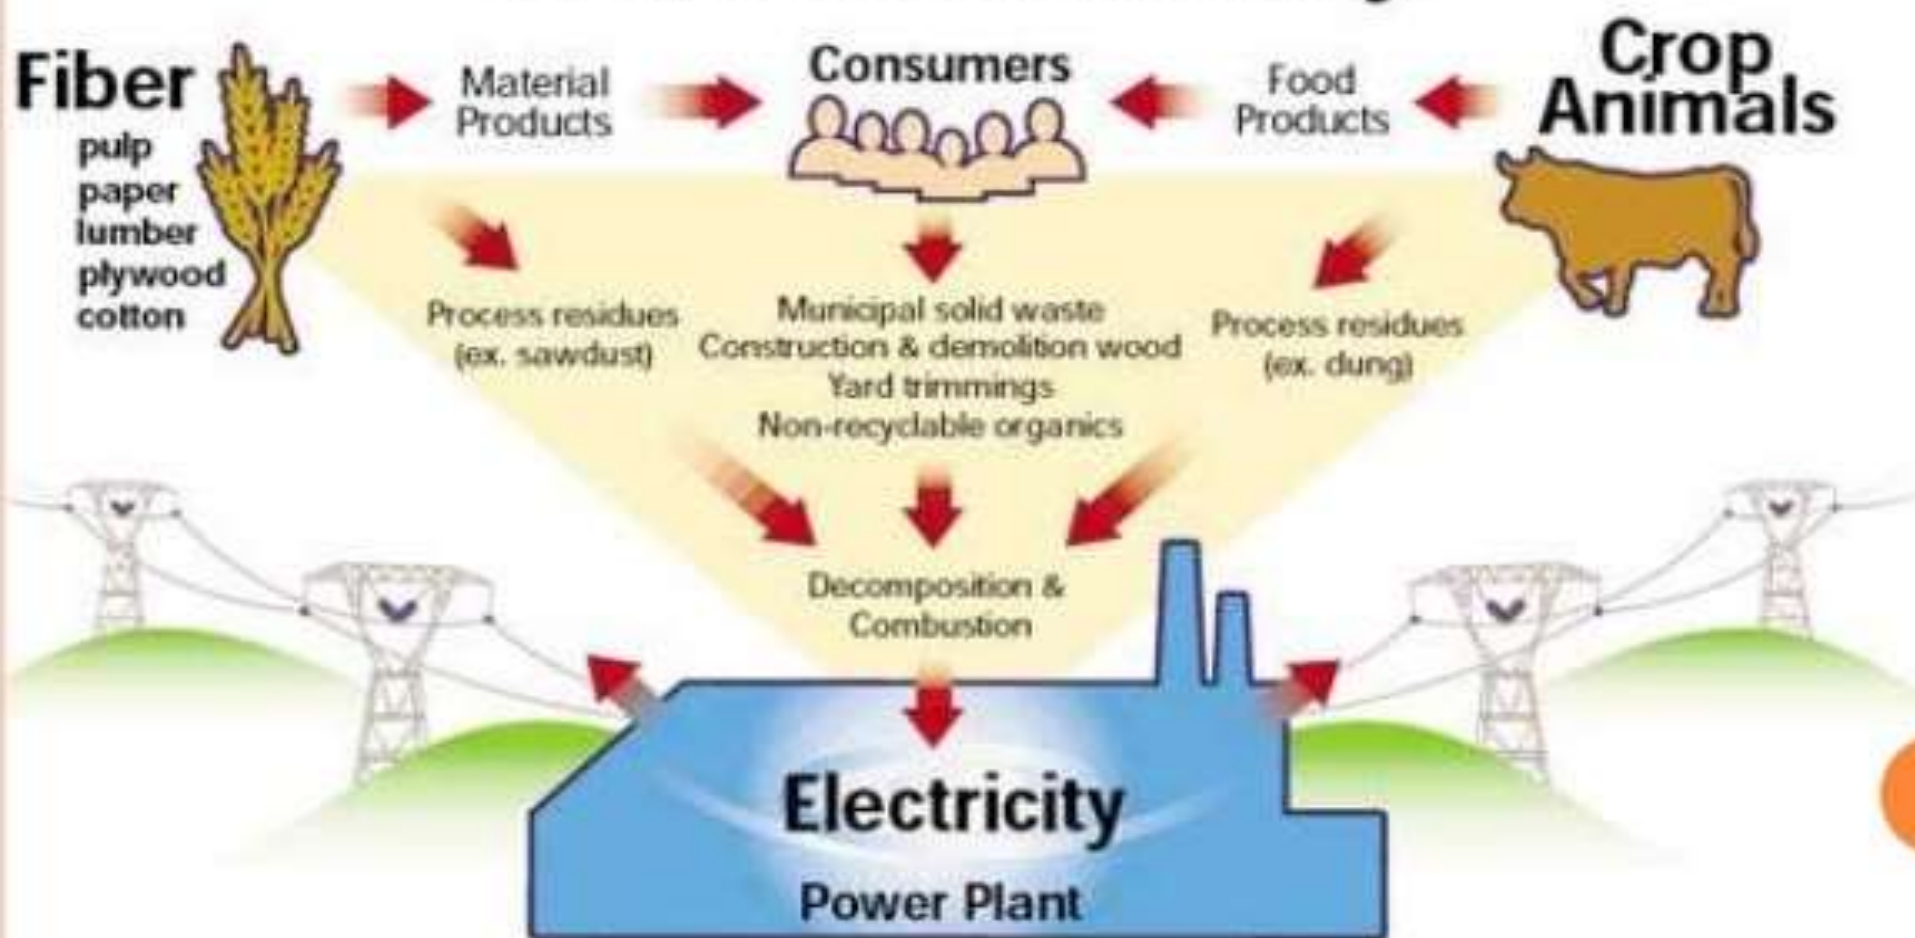 Fiber
pulp
paper
lumber
plywood
cotton
Material
Products
Consumers
Food
Products
Crop
Animals
Process residues
(ex. sawdust)
Municipal solid waste
Construction & demolition wood
Yard trimmings
Non-recyclable organics
Process residues
(ex. dung)
Decomposition &
Combustion
Electricity
Power Plant